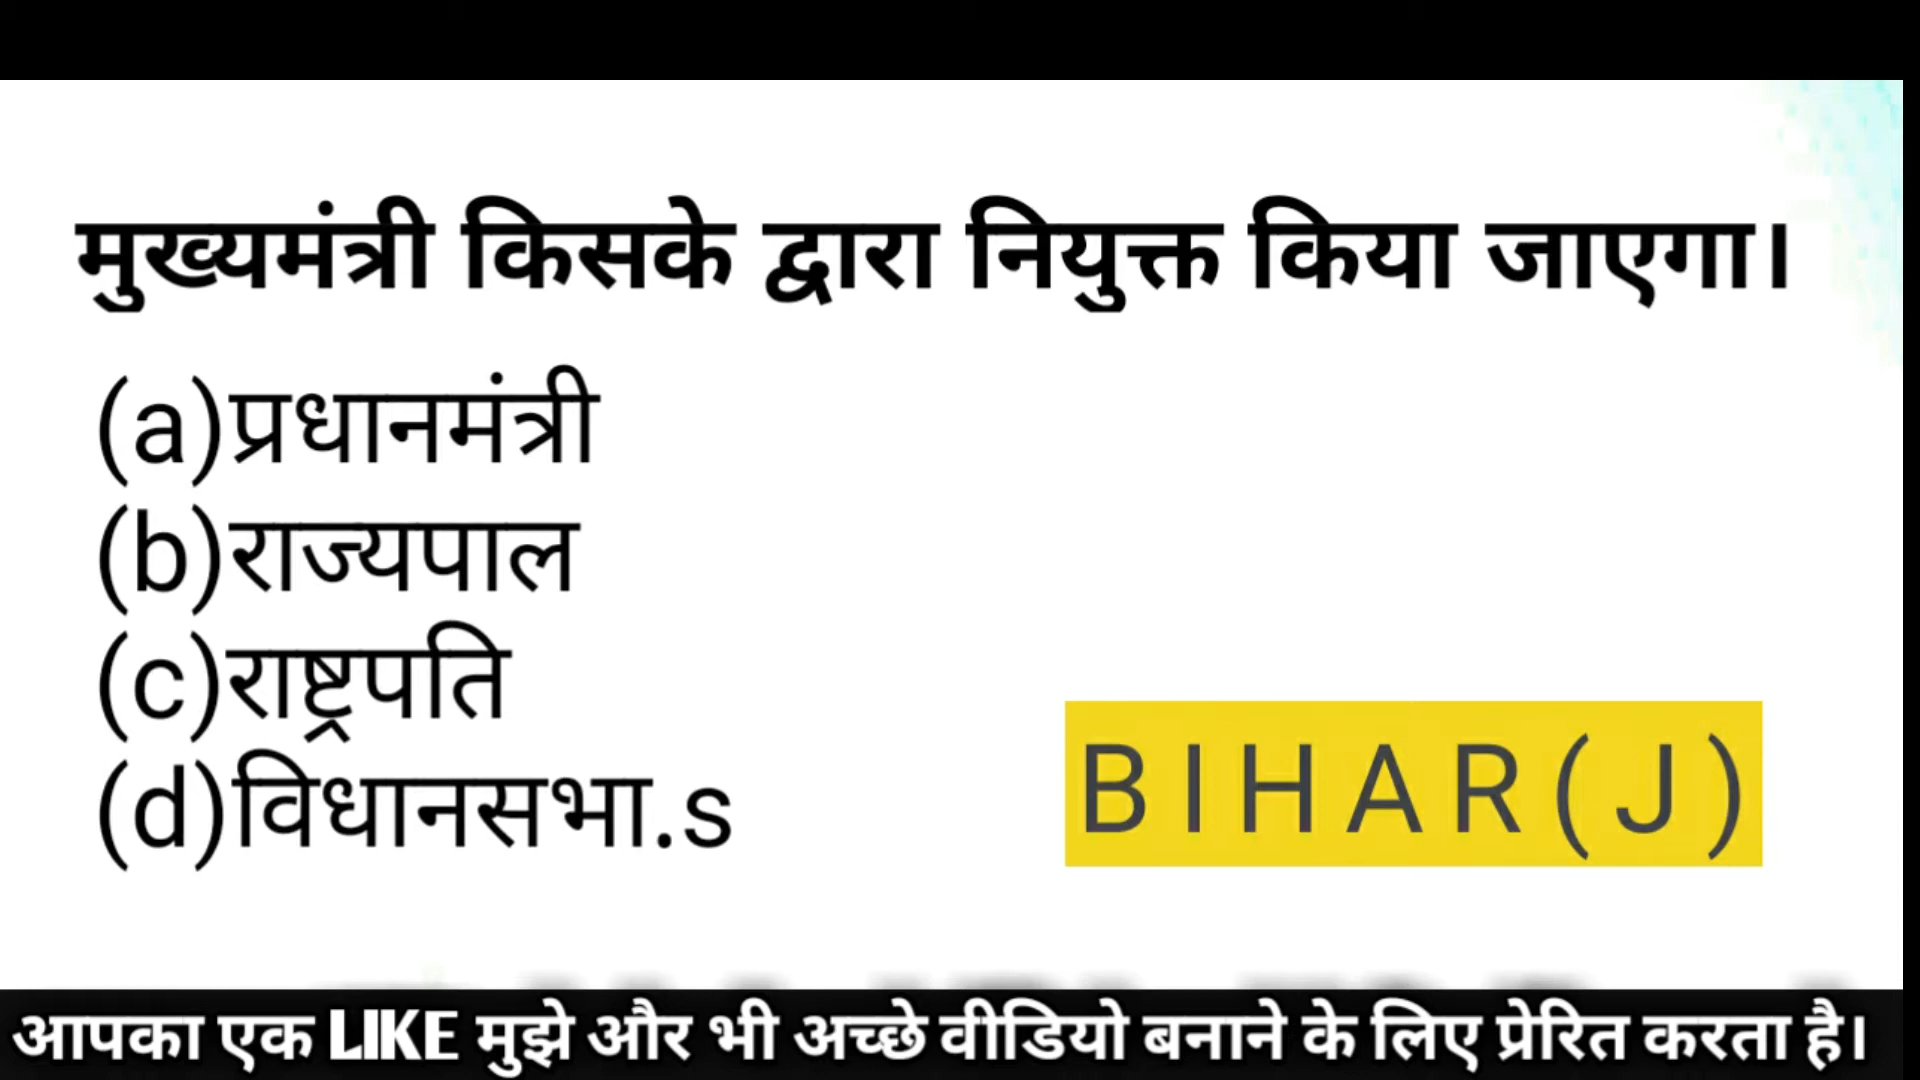 मुख्यमंत्री किसके द्वारा नियुक्त किया जाएगा।
(a)प्रधानमंत्री
(b)राज्यपाल
(c)राष्ट्रपति
(d)विधानसभा.s
BIHAR(J)
आपका एक LIKE मुझे और भी अच्छे वीडियो बनाने के लिए प्रेरित करता है।